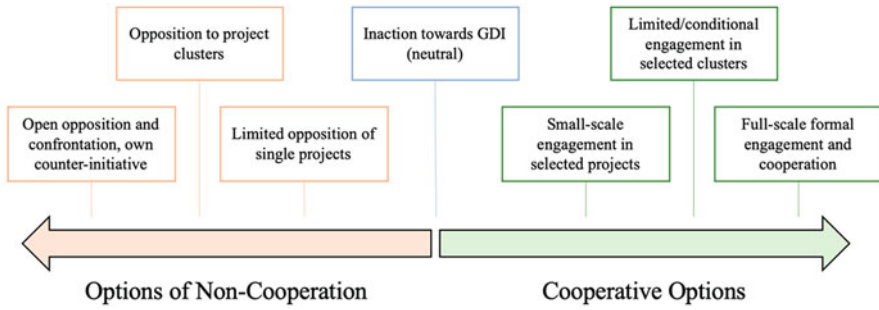 Opposition to project
clusters
Inaction towards GDI
(neutral)
Limited/conditional
engagement in
selected clusters
Open opposition and
confrontation, own
counter-initiative
Limited opposition of
single projects
Small-scale
engagement in
selected projects
Full-scale formal
engagement and
cooperation
Options of Non-Cooperation
Cooperative Options